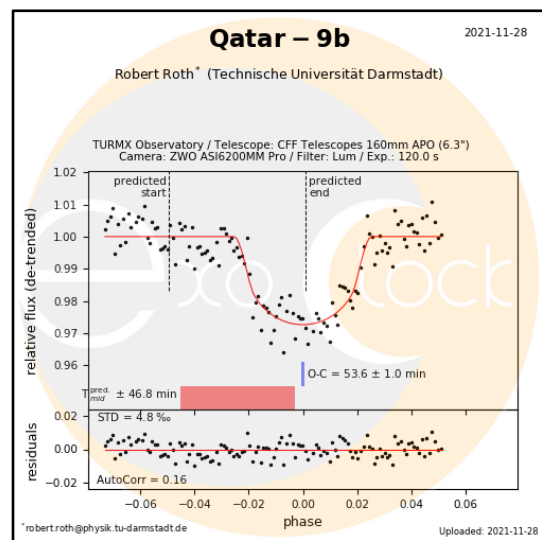 Qatar – 9b
2021-11-28
Robert Roth* (Technische Universität Darmstadt)
TURMX Observatory / Telescope: CFF Telescopes 160mm APO (6.3")
Camera: ZWO ASI6200MM Pro / Filter: Lum / Exp.: 120.0 s
1.02
predicted
start
predicted
end
1.01
1.00
0.99
0.98
0.97
0.96
relative flux (de-trended)
exo clock
O-C = 53.6 ± 1.0 min
T_mid^pred. ± 46.8 min
0.02
STD = 4.8 ‰
0.00
residuals
−0.02
AutoCorr = 0.16
−0.06
−0.04
−0.02
0.00
0.02
0.04
0.06
phase
*robert.roth@physik.tu-darmstadt.de
Uploaded: 2021-11-28